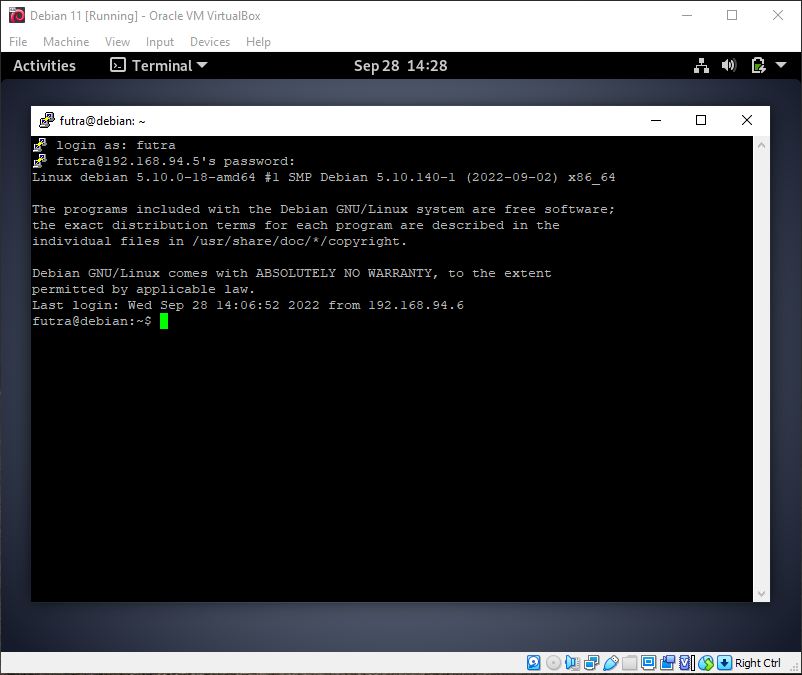 Debian 11 [Running] - Oracle VM VirtualBox
File Machine View Input Devices Help
Activities Terminal Sep 28 14:28
futra@debian: ~
login as: futra
futra@192.168.94.5's password:
Linux debian 5.10.0-18-amd64 #1 SMP Debian 5.10.140-1 (2022-09-02) x86_64
The programs included with the Debian GNU/Linux system are free software;
the exact distribution terms for each program are described in the
individual files in /usr/share/doc/*/copyright.
Debian GNU/Linux comes with ABSOLUTELY NO WARRANTY, to the extent
permitted by applicable law.
Last login: Wed Sep 28 14:06:52 2022 from 192.168.94.6
futra@debian:~$
Right Ctrl